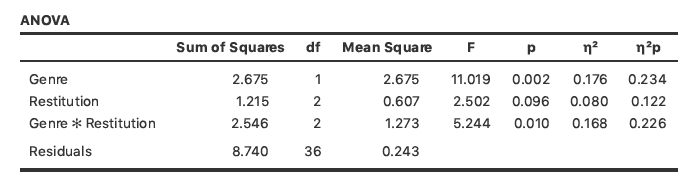 ANOVA
Sum of Squares df Mean Square F p η² η²p
Genre 2.675 1 2.675 11.019 0.002 0.176 0.234
Restitution 1.215 2 0.607 2.502 0.096 0.080 0.122
Genre ✻ Restitution 2.546 2 1.273 5.244 0.010 0.168 0.226
Residuals 8.740 36 0.243